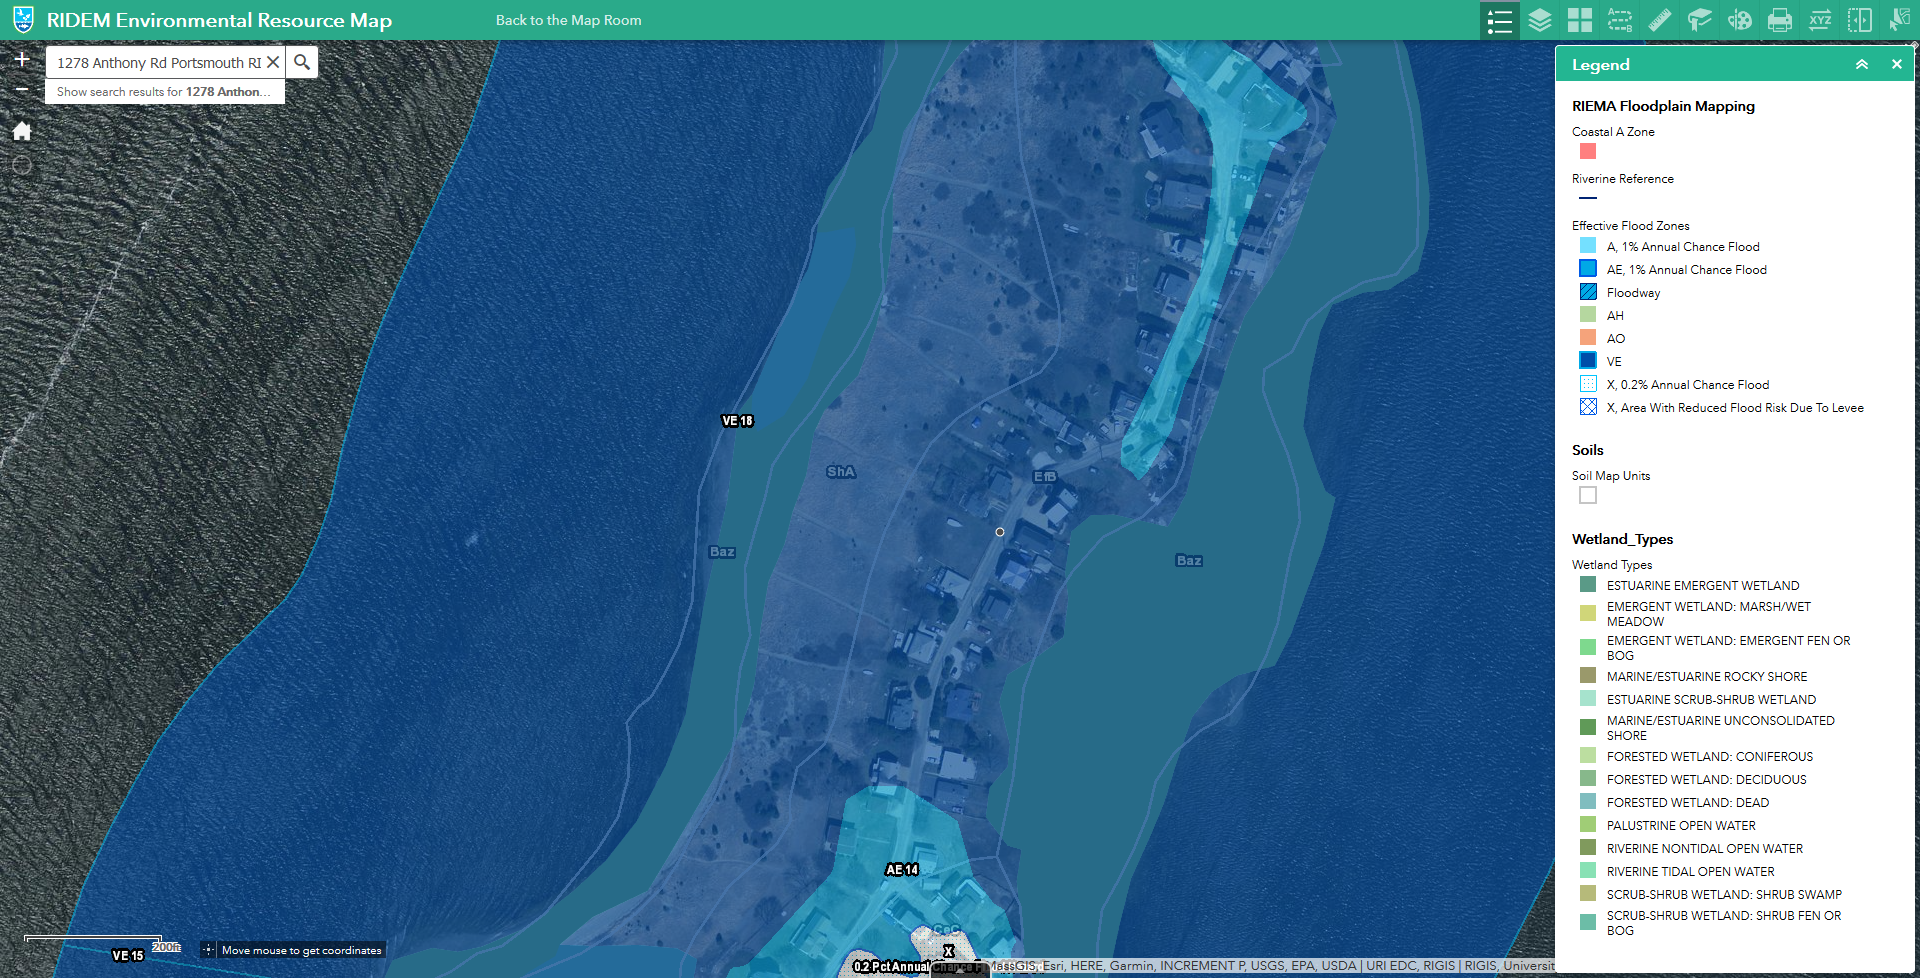 RIDEM Environmental Resource Map
Back to the Map Room
A
B
XYZ
1278 Anthony Rd Portsmouth RI
Show search results for 1278 Anthon...
VE 18
ShA
EfB
Baz
Baz
AE 14
CeC
X
0.2 Pct Annual Chance
VE 15
200ft
Move mouse to get coordinates
MassGIS, Esri, HERE, Garmin, INCREMENT P, USGS, EPA, USDA | URI EDC, RIGIS | RIGIS, Universit
Legend
RIEMA Floodplain Mapping
Coastal A Zone
Riverine Reference
Effective Flood Zones
A, 1% Annual Chance Flood
AE, 1% Annual Chance Flood
Floodway
AH
AO
VE
X, 0.2% Annual Chance Flood
X, Area With Reduced Flood Risk Due To Levee
Soils
Soil Map Units
Wetland_Types
Wetland Types
ESTUARINE EMERGENT WETLAND
EMERGENT WETLAND: MARSH/WET
MEADOW
EMERGENT WETLAND: EMERGENT FEN OR
BOG
MARINE/ESTUARINE ROCKY SHORE
ESTUARINE SCRUB-SHRUB WETLAND
MARINE/ESTUARINE UNCONSOLIDATED
SHORE
FORESTED WETLAND: CONIFEROUS
FORESTED WETLAND: DECIDUOUS
FORESTED WETLAND: DEAD
PALUSTRINE OPEN WATER
RIVERINE NONTIDAL OPEN WATER
RIVERINE TIDAL OPEN WATER
SCRUB-SHRUB WETLAND: SHRUB SWAMP
SCRUB-SHRUB WETLAND: SHRUB FEN OR
BOG